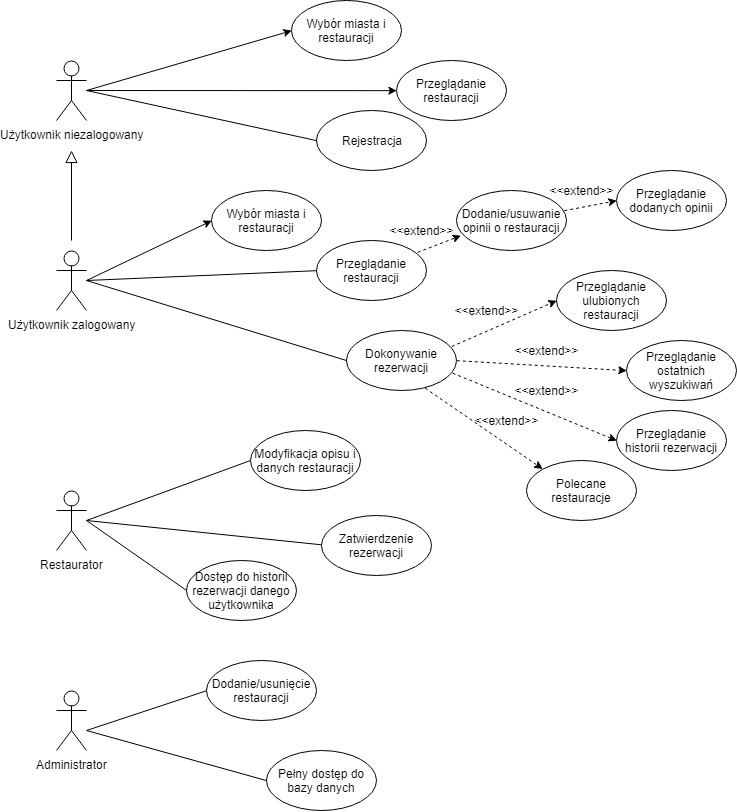 Wybór miasta i
restauracji
Przeglądanie
restauracji
Rejestracja
Użytkownik niezalogowany
Wybór miasta i
restauracji
Przeglądanie
restauracji
<<extend>>
Dodanie/usuwanie
opinii o restauracji
<<extend>>
Przeglądanie
dodanych opinii
Użytkownik zalogowany
Dokonywanie
rezerwacji
<<extend>>
Przeglądanie
ulubionych
restauracji
<<extend>>
Przeglądanie
ostatnich
wyszukiwań
<<extend>>
Przeglądanie
historii rezerwacji
<<extend>>
Polecane
restauracje
Modyfikacja opisu i
danych restauracji
Zatwierdzenie
rezerwacji
Restaurator
Dostęp do historii
rezerwacji danego
użytkownika
Dodanie/usunięcie
restauracji
Administrator
Pełny dostęp do
bazy danych